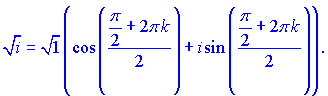 √i = √1 ( cos ( (π/2 + 2πk) / 2 ) + i sin ( (π/2 + 2πk) / 2 ) ).